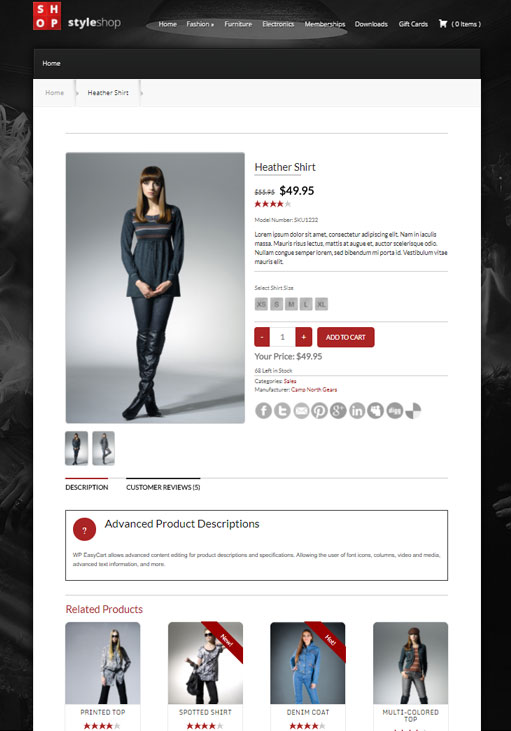 SH
OP
styleshop
Home Fashion » Furniture Electronics Memberships Downloads Gift Cards ( 0 Items )
Home
Home Heather Shirt
Heather Shirt
$55.95 $49.95
Model Number: SKU1222
Lorem ipsum dolor sit amet, consectetur adipiscing elit. Nam in iaculis
massa. Mauris risus lectus, mattis at augue et, auctor scelerisque odio.
Nullam congue semper lorem, sed bibendum mi porta id. Vestibulum vitae
mauris elit.
Select Shirt Size
XS S M L XL
- 1 + ADD TO CART
Your Price: $49.95
68 Left in Stock
Categories: Sales
Manufacturer: Camp North Gears
DESCRIPTION CUSTOMER REVIEWS (5)
? Advanced Product Descriptions
WP EasyCart allows advanced content editing for product descriptions and specifications. Allowing the user of font icons, columns, video and media,
advanced text information, and more.
Related Products
New!
Hot!
PRINTED TOP
SPOTTED SHIRT
DENIM COAT
MULTI-COLORED
TOP